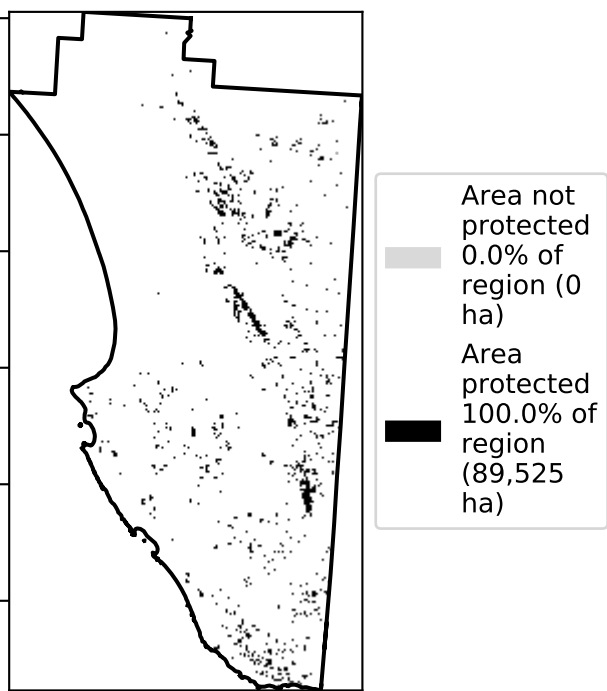 Area not
protected
0.0% of
region (0
ha)
Area
protected
100.0% of
region
(89,525
ha)